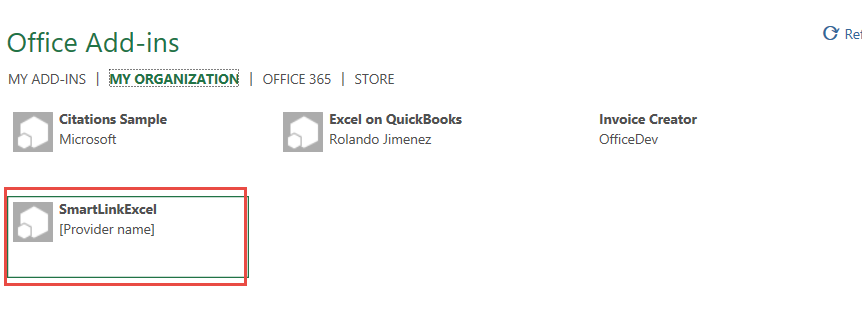 Office Add-ins
MY ADD-INS | MY ORGANIZATION | OFFICE 365 | STORE
Citations Sample
Microsoft
Excel on QuickBooks
Rolando Jimenez
Invoice Creator
OfficeDev
SmartLinkExcel
[Provider name]